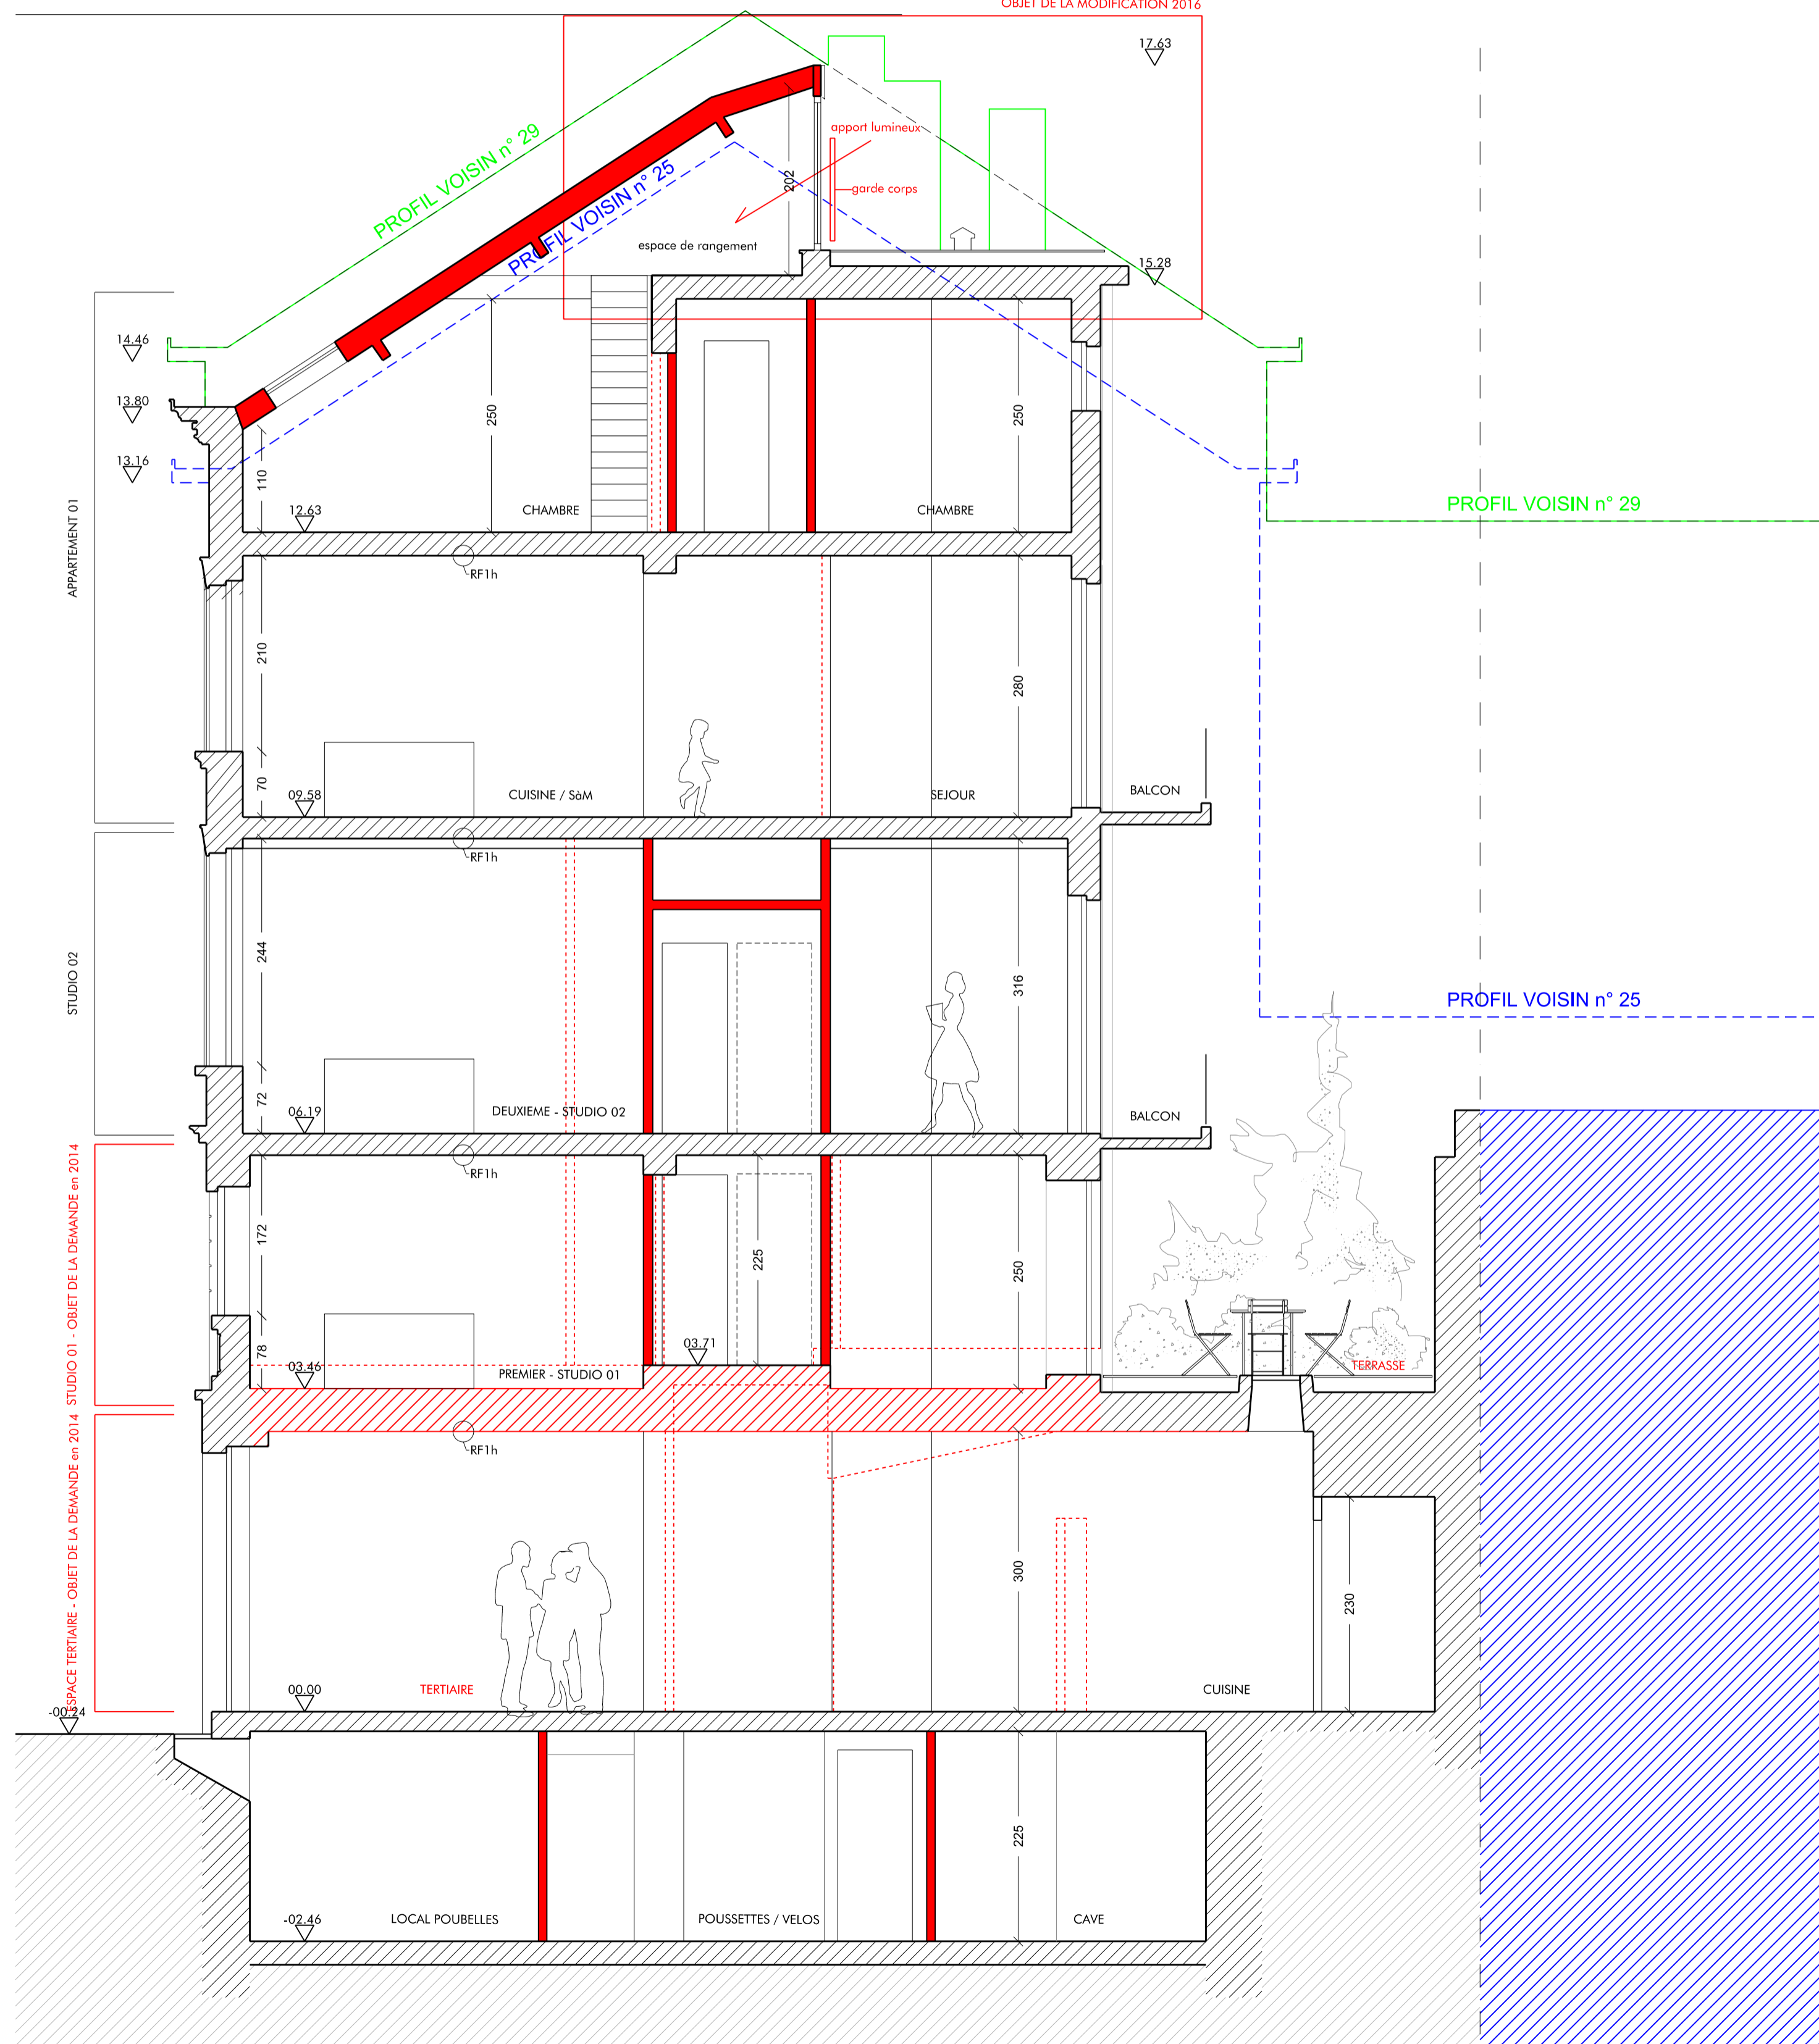 OBJET DE LA MODIFICATION 2016
17.63
PROFIL VOISIN n° 29
apport lumineux
PROFIL VOISIN n° 25
202
garde corps
espace de rangement
15.28
14.46
13.80
13.16
250
250
110
12.63
CHAMBRE
CHAMBRE
PROFIL VOISIN n° 29
APPARTEMENT 01
RF1h
210
280
70
09.58
CUISINE / SàM
SEJOUR
BALCON
RF1h
STUDIO 02
244
316
72
06.19
DEUXIEME - STUDIO 02
BALCON
PROFIL VOISIN n° 25
RF1h
STUDIO 01 - OBJET DE LA DEMANDE en 2014
172
225
250
78
03.46
03.71
PREMIER - STUDIO 01
TERRASSE
RF1h
ESPACE TERTIAIRE - OBJET DE LA DEMANDE en 2014
300
230
00.00
TERTIAIRE
CUISINE
-00.24
225
-02.46
LOCAL POUBELLES
POUSSETTES / VELOS
CAVE